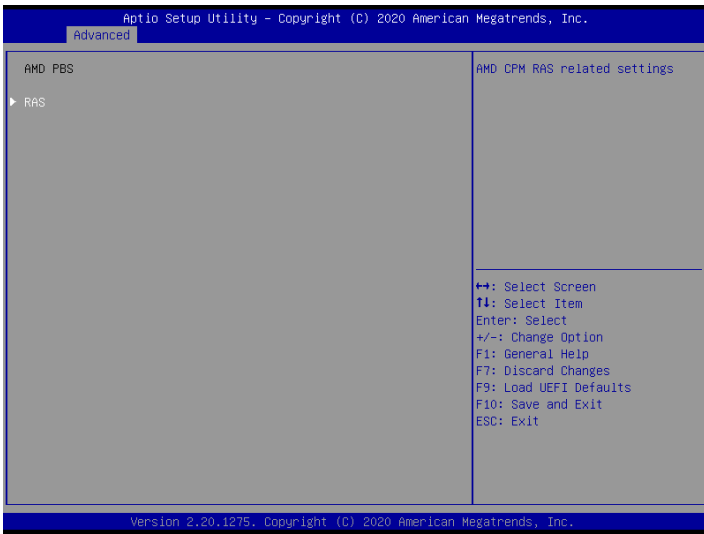 Aptio Setup Utility – Copyright (C) 2020 American Megatrends, Inc.
Advanced
AMD PBS
▶ RAS
AMD CPM RAS related settings
↔: Select Screen
↑↓: Select Item
Enter: Select
+/-: Change Option
F1: General Help
F7: Discard Changes
F9: Load UEFI Defaults
F10: Save and Exit
ESC: Exit
Version 2.20.1275. Copyright (C) 2020 American Megatrends, Inc.